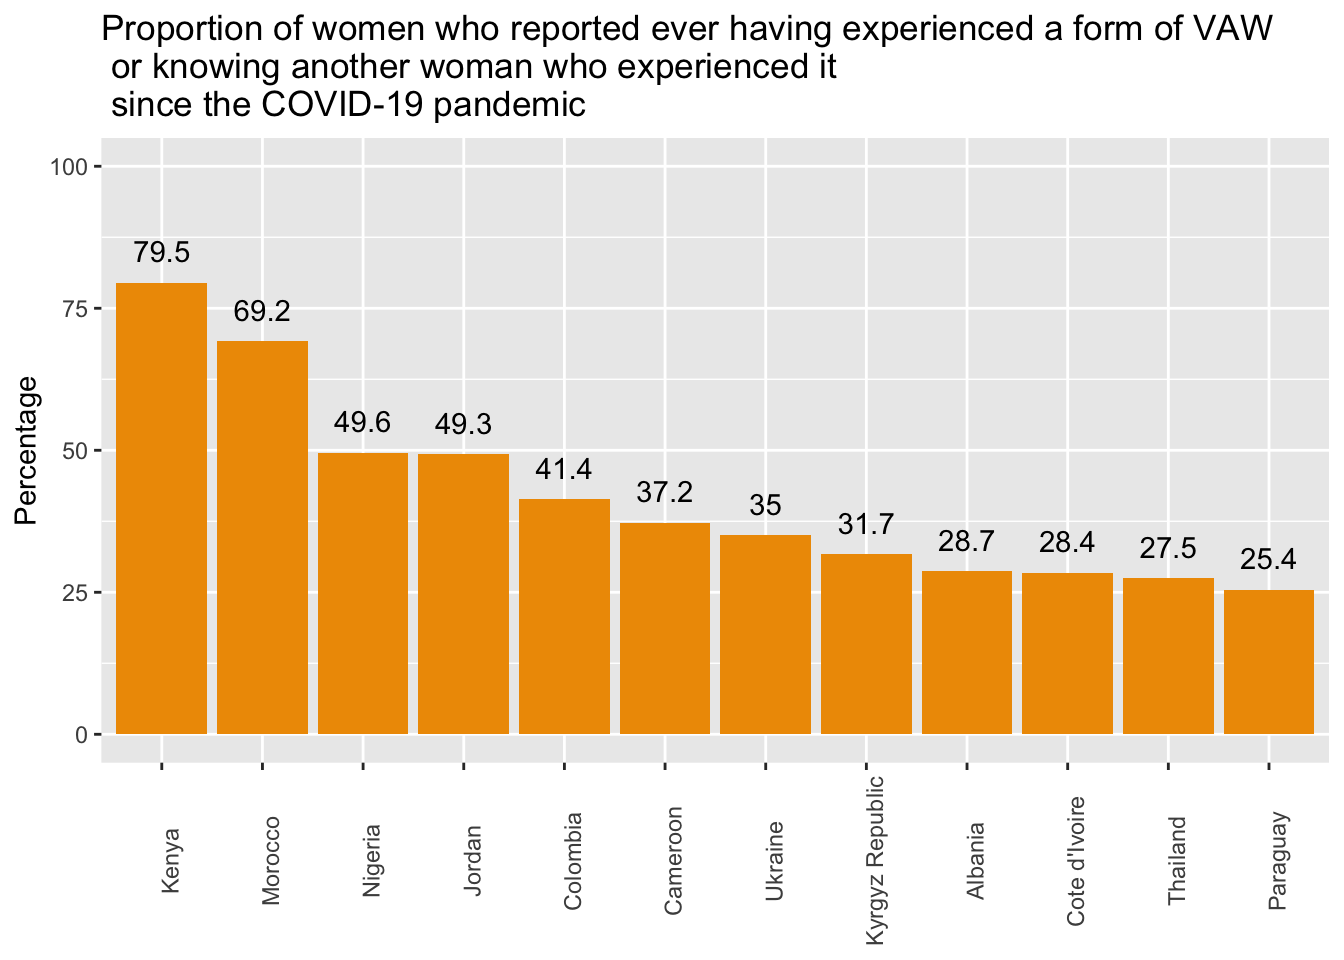 Proportion of women who reported ever having experienced a form of VAW
or knowing another woman who experienced it
since the COVID-19 pandemic
Percentage
100
75
50
25
0
79.5
69.2
49.6
49.3
41.4
37.2
35
31.7
28.7
28.4
27.5
25.4
Kenya
Morocco
Nigeria
Jordan
Colombia
Cameroon
Ukraine
Kyrgyz Republic
Albania
Cote d'Ivoire
Thailand
Paraguay